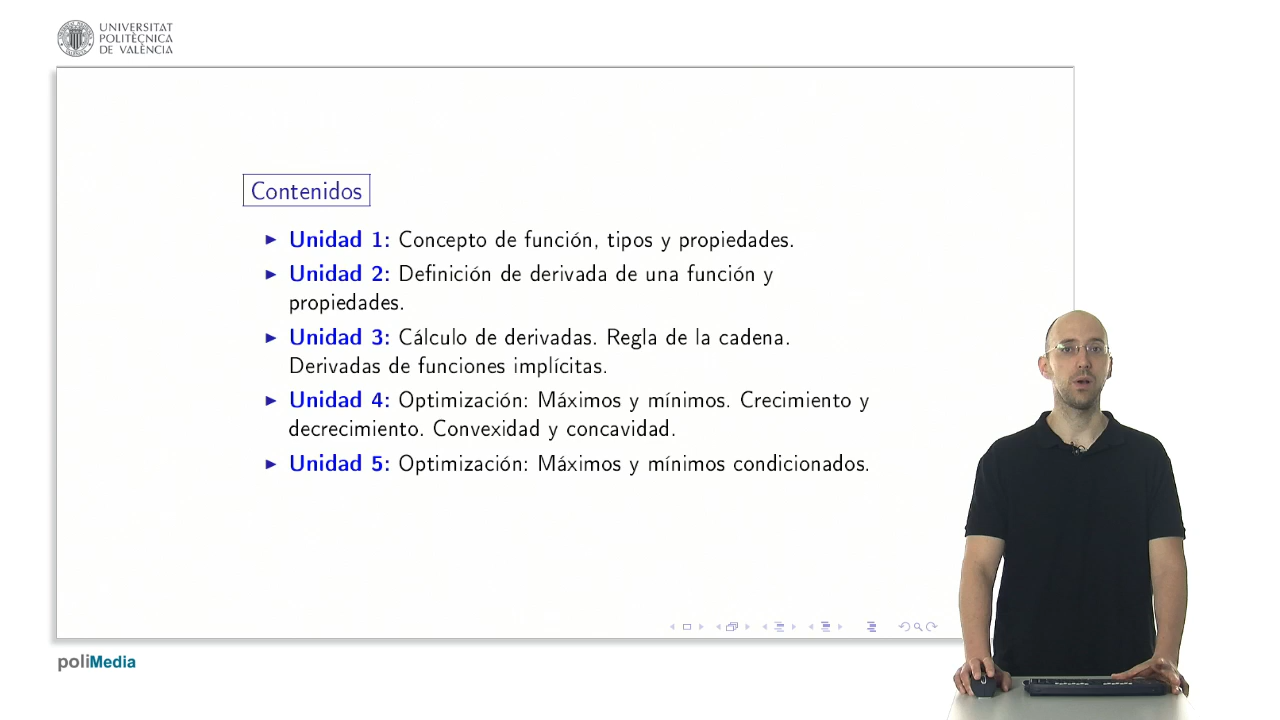 UNIVERSITAT
POLITÈCNICA
DE VALÈNCIA
Contenidos
Unidad 1: Concepto de función, tipos y propiedades.
Unidad 2: Definición de derivada de una función y
propiedades.
Unidad 3: Cálculo de derivadas. Regla de la cadena.
Derivadas de funciones implícitas.
Unidad 4: Optimización: Máximos y mínimos. Crecimiento y
decrecimiento. Convexidad y concavidad.
Unidad 5: Optimización: Máximos y mínimos condicionados.
poliMedia